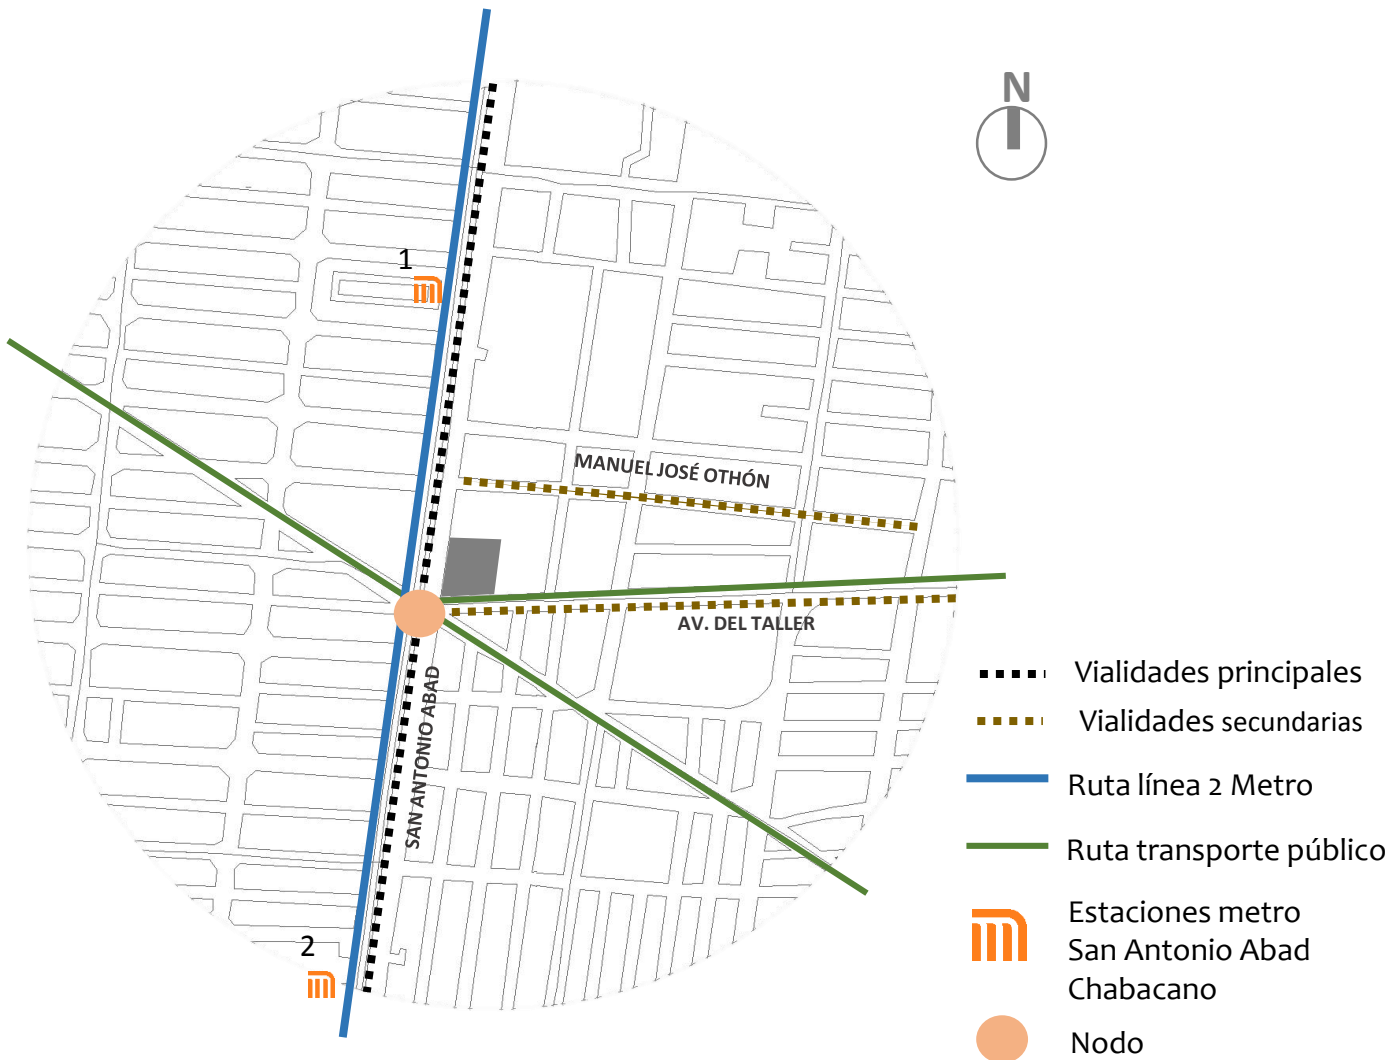 N
1
MANUEL JOSÉ OTHÓN
AV. DEL TALLER
SAN ANTONIO ABAD
2
Vialidades principales
Vialidades secundarias
Ruta línea 2 Metro
Ruta transporte público
Estaciones metro
San Antonio Abad
Chabacano
Nodo